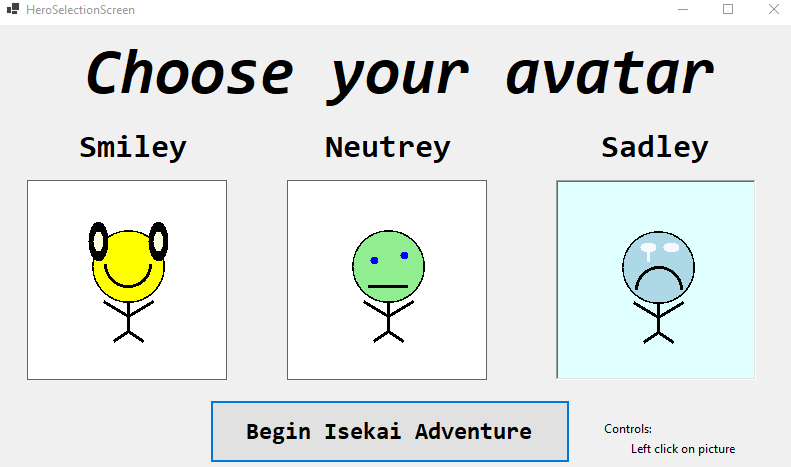 HeroSelectionScreen
Choose your avatar
Smiley
Neutrey
Sadley
Begin Isekai Adventure
Controls:
Left click on picture